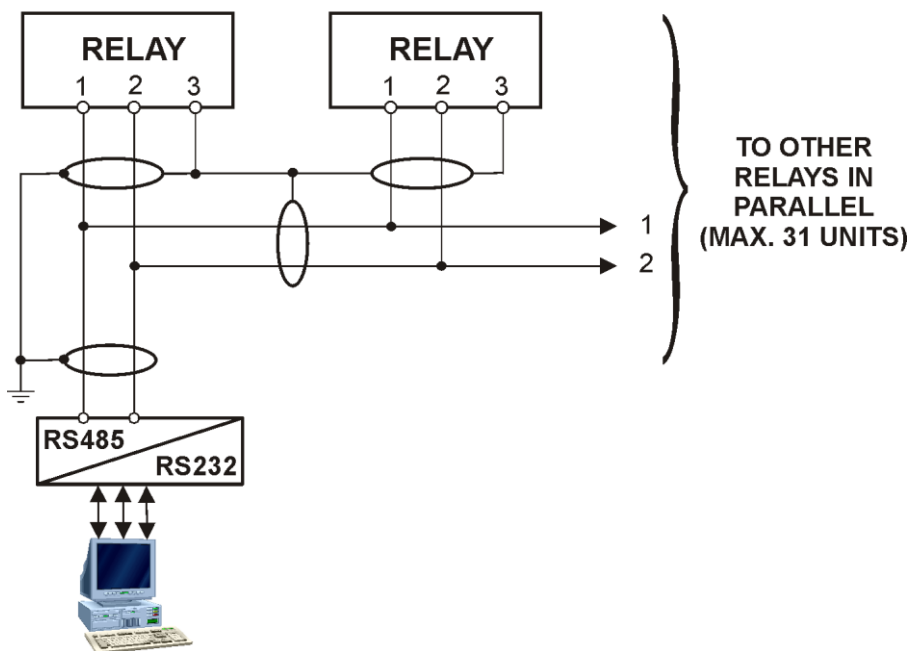 RELAY
1 2 3
RELAY
1 2 3
TO OTHER
RELAYS IN
PARALLEL
(MAX. 31 UNITS)
1
2
RS485
RS232